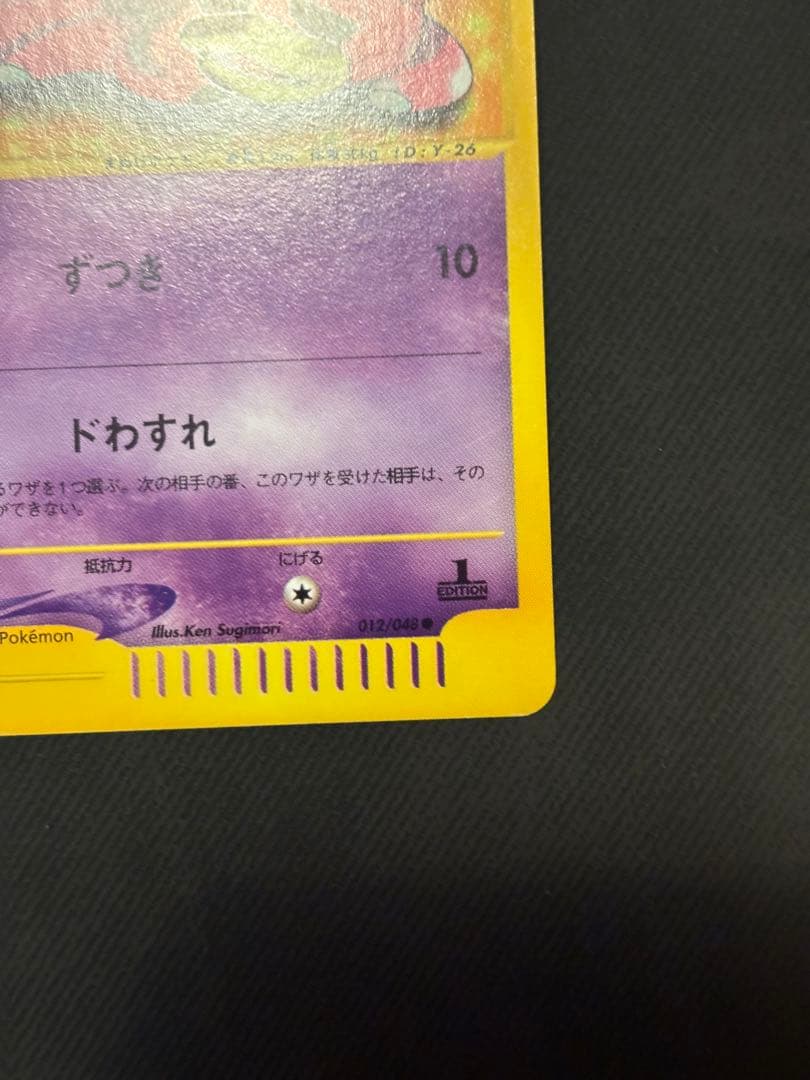 ID:Y-26
ずつき 10
ドわすれ
るワザを1つ選ぶ。次の相手の番、このワザを受けた相手は、その
ができない。
抵抗力 にげる
1
EDITION
Pokémon Illus.Ken Sugimori 012/048●